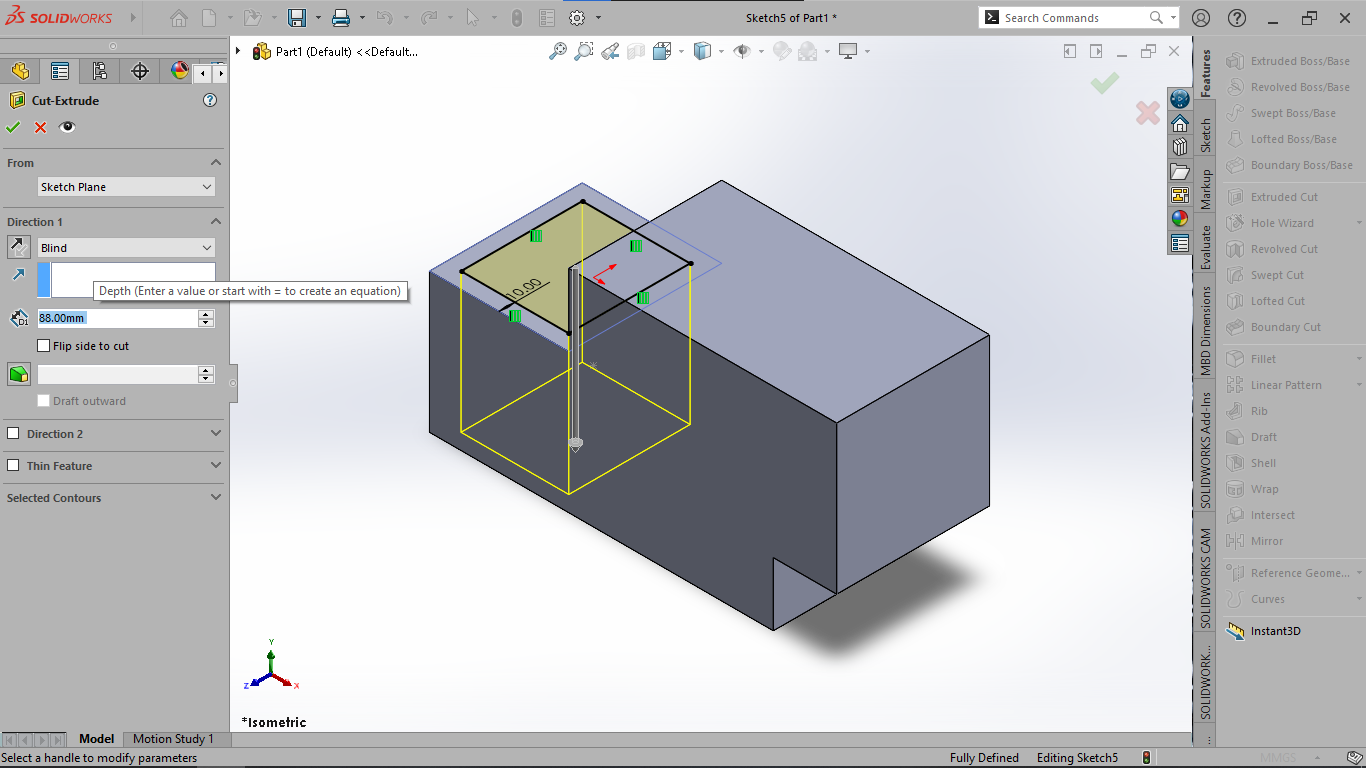 SOLIDWORKS
Sketch5 of Part1 *
Search Commands
Part1 (Default) <<Default...
Cut-Extrude
From
Sketch Plane
Direction 1
Blind
Depth (Enter a value or start with = to create an equation)
D1
88.00mm
Flip side to cut
Draft outward
Direction 2
Thin Feature
Selected Contours
10.00
Y
Z
X
*Isometric
Features
Sketch
Markup
Evaluate
MBD Dimensions
SOLIDWORKS Add-Ins
SOLIDWORKS CAM
SOLIDWORK...
...
Extruded Boss/Base
Revolved Boss/Base
Swept Boss/Base
Lofted Boss/Base
Boundary Boss/Base
Extruded Cut
Hole Wizard
Revolved Cut
Swept Cut
Lofted Cut
Boundary Cut
Fillet
Linear Pattern
Rib
Draft
Shell
Wrap
Intersect
Mirror
Reference Geome...
Curves
Instant3D
Model
Motion Study 1
Select a handle to modify parameters
Fully Defined
Editing Sketch5
MMGS